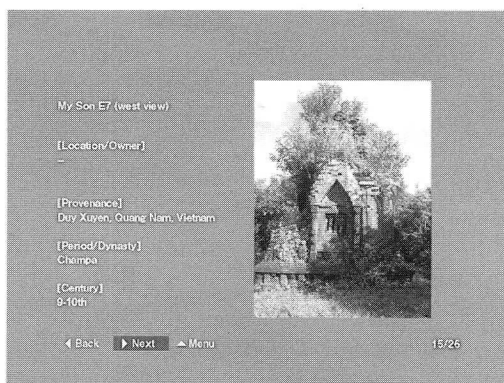 My Son E7 (west view)
[Location/Owner]
–
[Provenance]
Duy Xuyen, Quang Nam, Vietnam
[Period/Dynasty]
Champa
[Century]
9-10th
◀ Back ▶ Next ▲ Menu
15/26